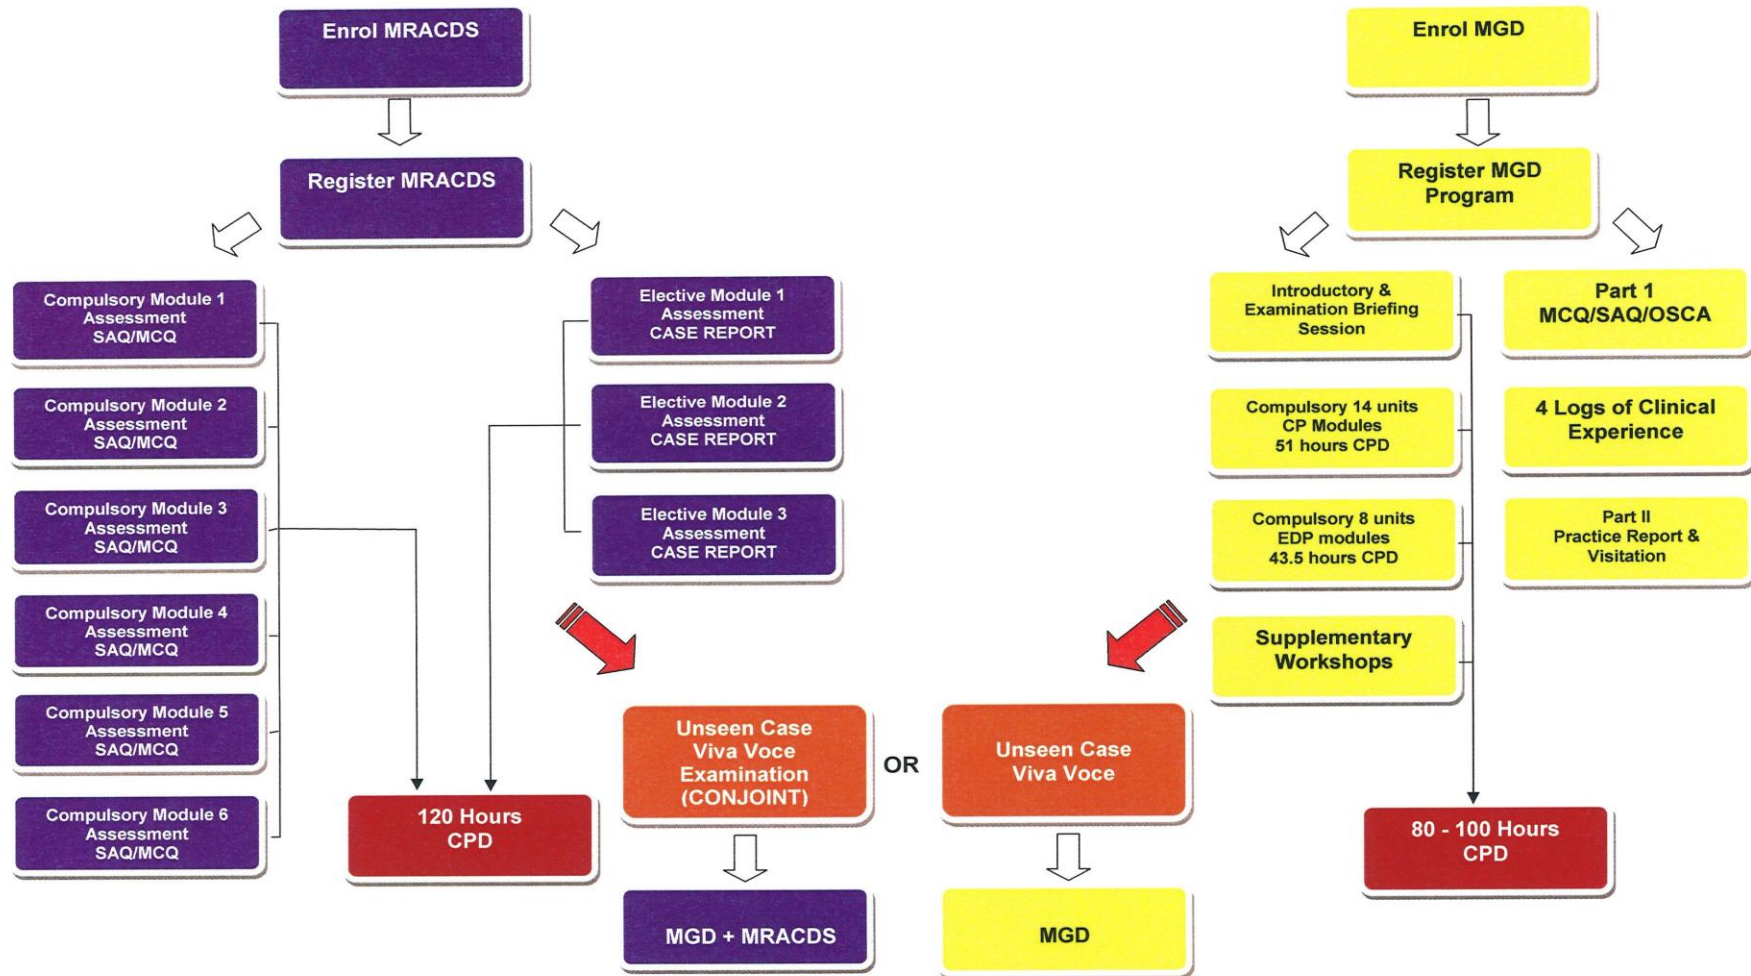 Enrol MRACDS
Register MRACDS
Compulsory Module 1
Assessment
SAQ/MCQ
Compulsory Module 2
Assessment
SAQ/MCQ
Compulsory Module 3
Assessment
SAQ/MCQ
Compulsory Module 4
Assessment
SAQ/MCQ
Compulsory Module 5
Assessment
SAQ/MCQ
Compulsory Module 6
Assessment
SAQ/MCQ
Elective Module 1
Assessment
CASE REPORT
Elective Module 2
Assessment
CASE REPORT
Elective Module 3
Assessment
CASE REPORT
120 Hours
CPD
Unseen Case
Viva Voce
Examination
(CONJOINT)
OR
Unseen Case
Viva Voce
MGD + MRACDS
MGD
Enrol MGD
Register MGD
Program
Introductory &
Examination Briefing
Session
Compulsory 14 units
CP Modules
51 hours CPD
Compulsory 8 units
EDP modules
43.5 hours CPD
Supplementary
Workshops
Part 1
MCQ/SAQ/OSCA
4 Logs of Clinical
Experience
Part II
Practice Report &
Visitation
80 - 100 Hours
CPD